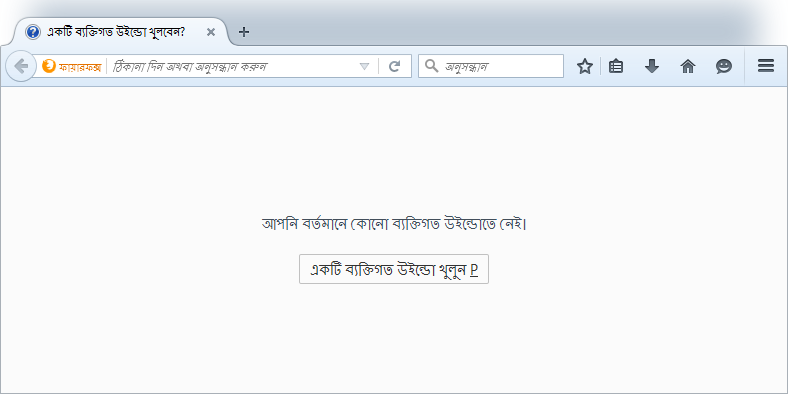 একটি ব্যক্তিগত উইন্ডো খুলবেন?
ফায়ারফক্স
ঠিকানা দিন অথবা অনুসন্ধান করুন
অনুসন্ধান
আপনি বর্তমানে কোনো ব্যক্তিগত উইন্ডোতে নেই।
একটি ব্যক্তিগত উইন্ডো খুলুন P